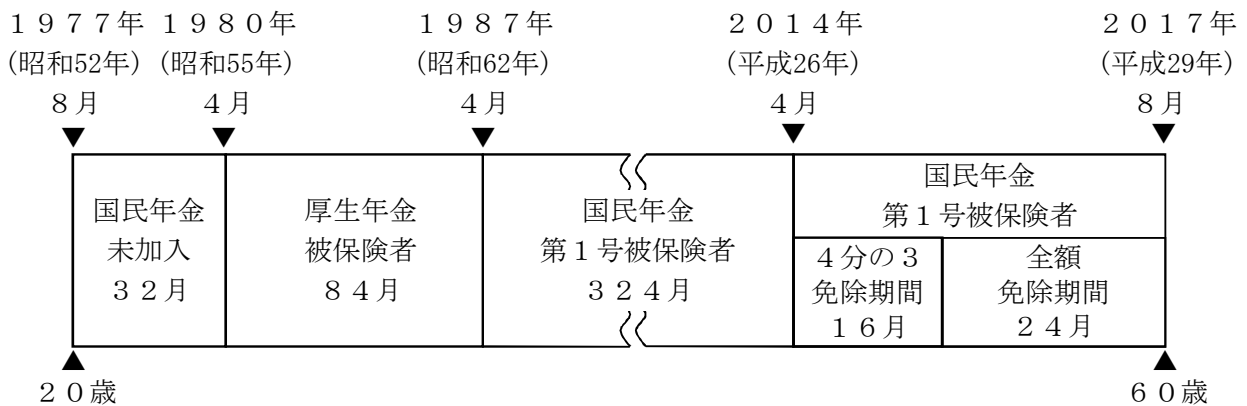 １９７７年 １９８０年 １９８７年 ２０１４年 ２０１７年
(昭和52年) (昭和55年) (昭和62年) (平成26年) (平成29年)
８月 ４月 ４月 ４月 ８月
国民年金
未加入
３２月
厚生年金
被保険者
８４月
国民年金
第１号被保険者
３２４月
国民年金
第１号被保険者
４分の３
免除期間
１６月
全額
免除期間
２４月
２０歳 ６０歳